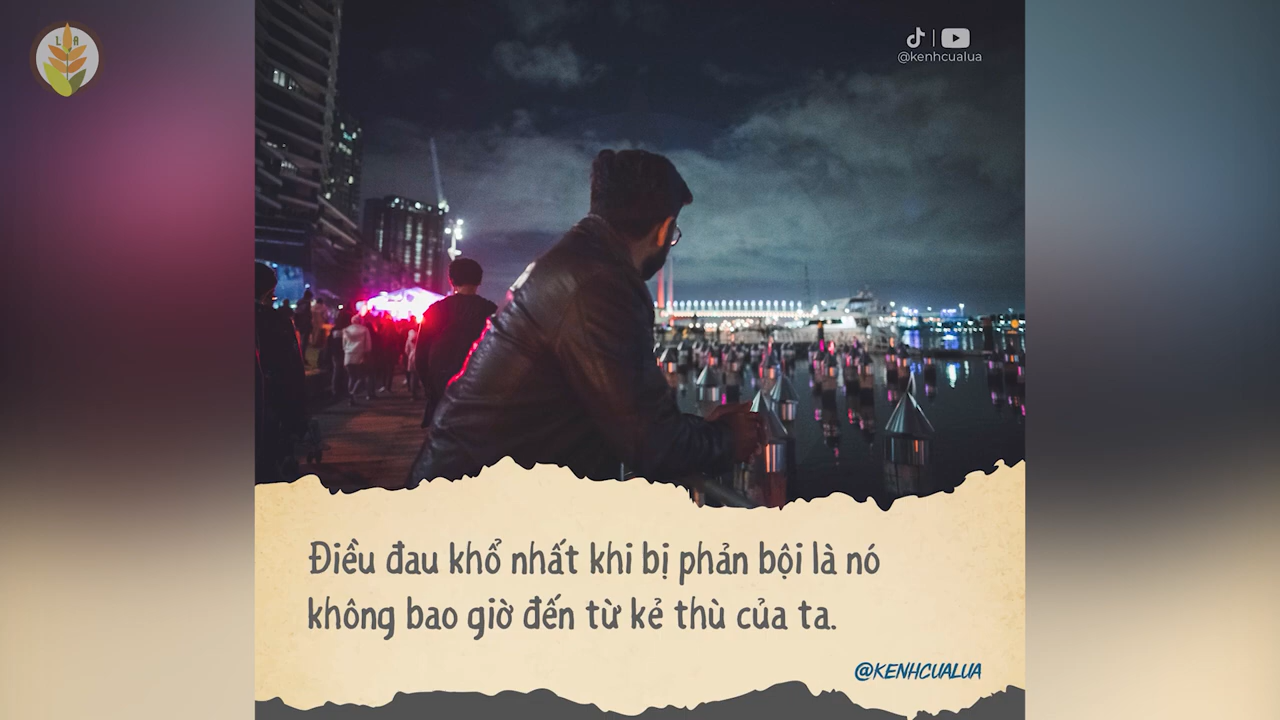 L A
@kenhcualua
Điều đau khổ nhất khi bị phản bội là nó
không bao giờ đến từ kẻ thù của ta.
@KENHCUALUA